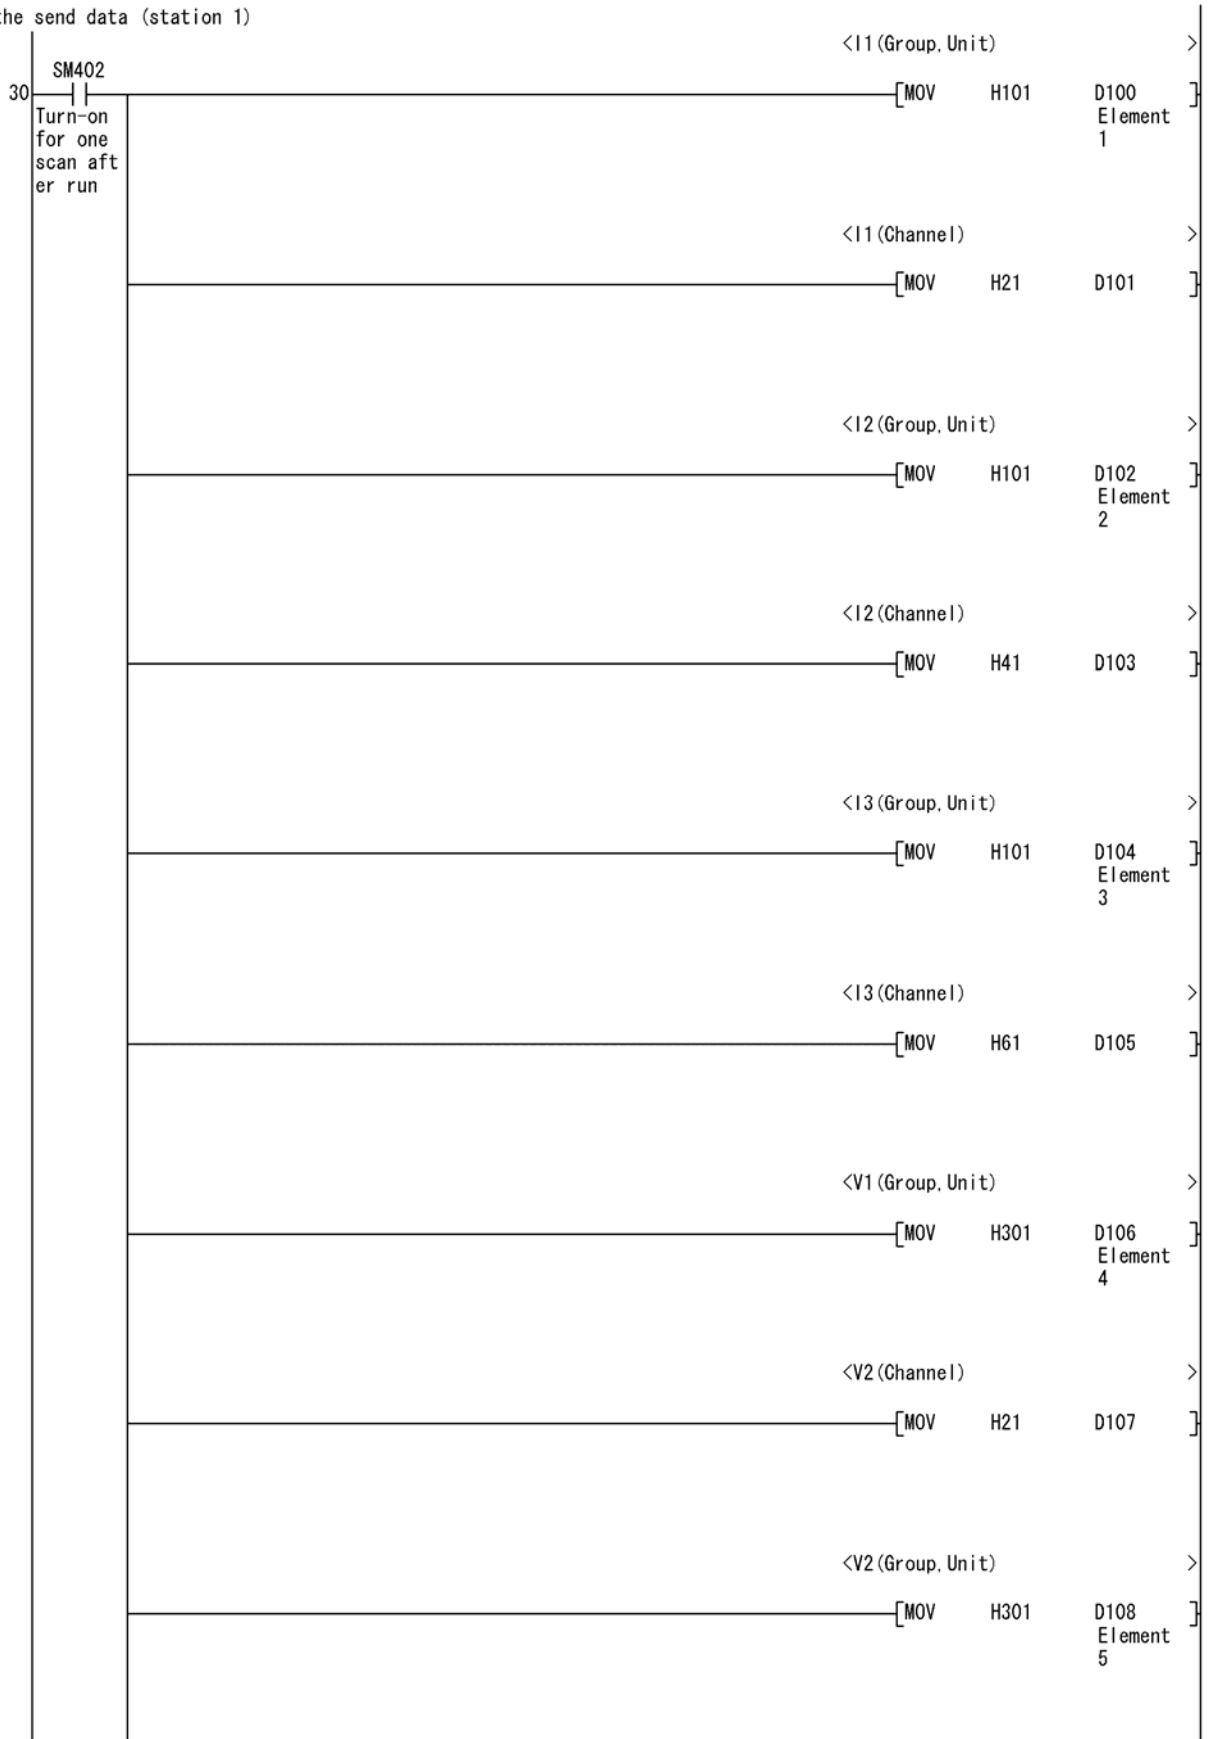 the send data (station 1)
<I1(Group,Unit) >
SM402
30 [MOV H101 D100 ]
Turn-on
for one
scan aft
er run
Element
1
<I1(Channel) >
[MOV H21 D101 ]
<I2(Group,Unit) >
[MOV H101 D102 ]
Element
2
<I2(Channel) >
[MOV H41 D103 ]
<I3(Group,Unit) >
[MOV H101 D104 ]
Element
3
<I3(Channel) >
[MOV H61 D105 ]
<V1(Group,Unit) >
[MOV H301 D106 ]
Element
4
<V2(Channel) >
[MOV H21 D107 ]
<V2(Group,Unit) >
[MOV H301 D108 ]
Element
5